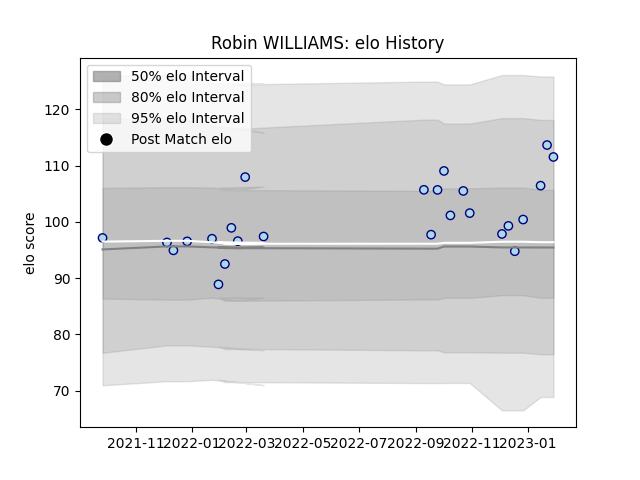 Robin WILLIAMS: elo History
50% elo Interval
80% elo Interval
95% elo Interval
Post Match elo
elo score
120
110
100
90
80
70
2021-11
2022-01
2022-03
2022-05
2022-07
2022-09
2022-11
2023-01